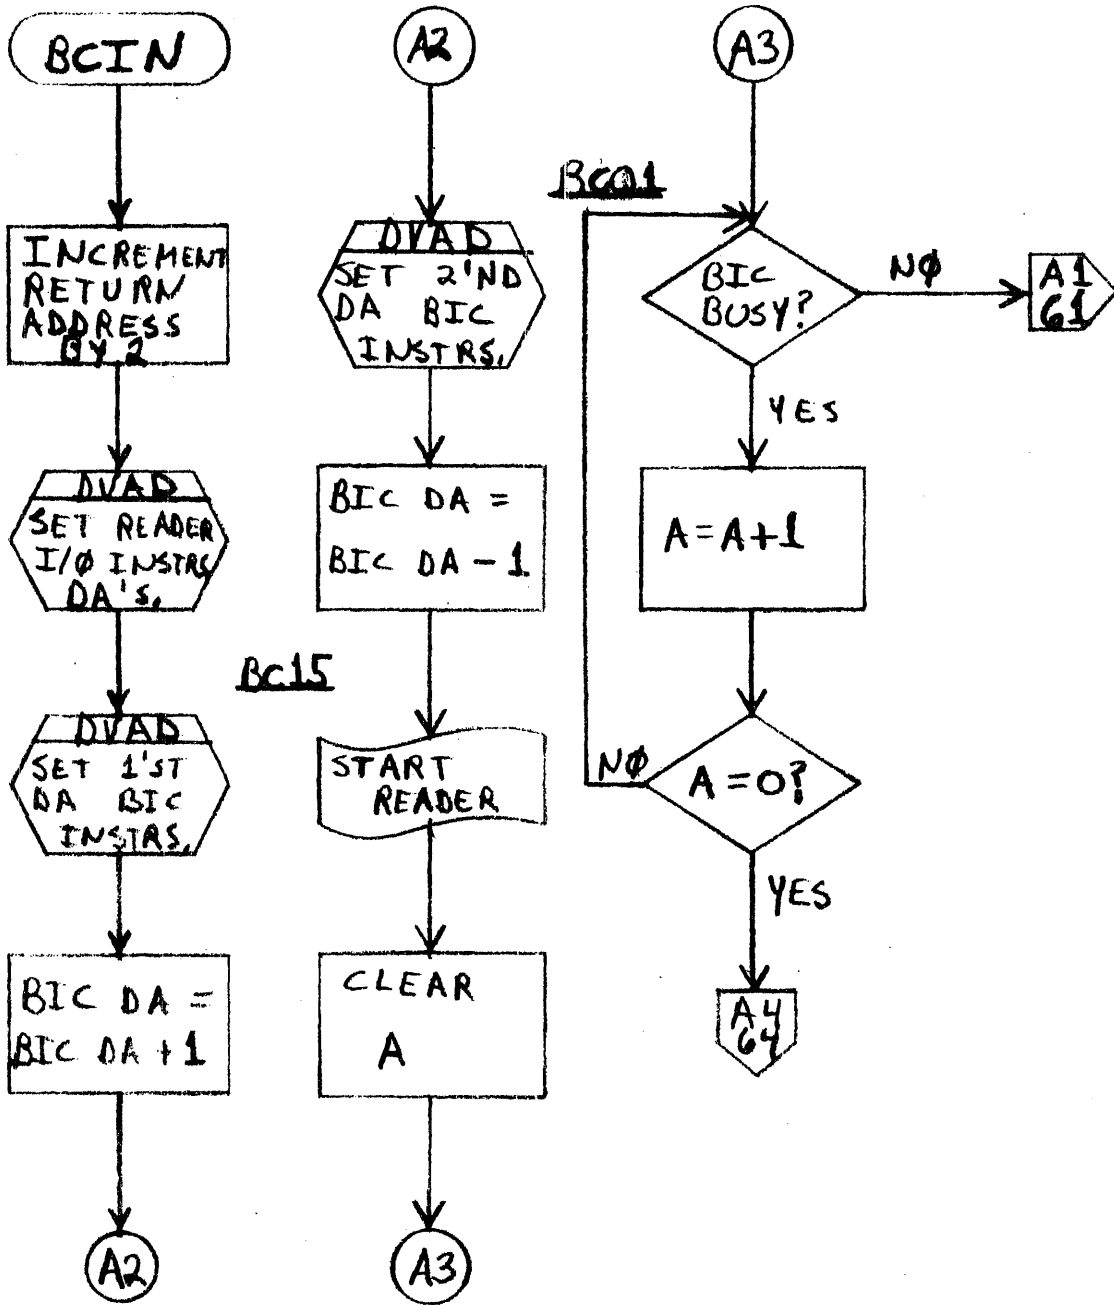 BCIN
INCREMENT
RETURN
ADDRESS
BY 2
DVAD
SET READER
I/Ø INSTRS.
DA'S.
DVAD
SET 1'ST
DA BIC
INSTRS.
BIC DA =
BIC DA + 1
A2
A2
DVAD
SET 2'ND
DA BIC
INSTRS.
BIC DA =
BIC DA - 1
BC15
START
READER
CLEAR
A
A3
A3
BC01
BIC
BUSY?
NØ
A1
61
YES
A = A + 1
A = 0?
NØ
YES
A4
64